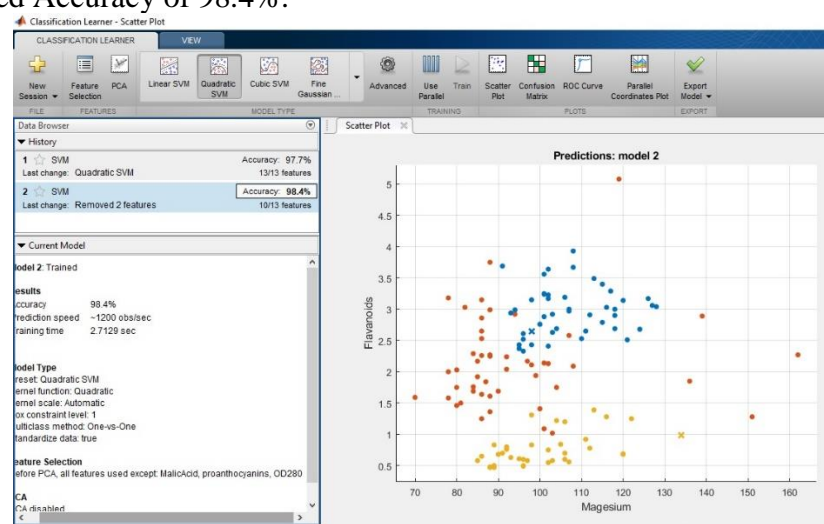 ed Accuracy of 98.4%?
Classification Learner - Scatter Plot
CLASSIFICATION LEARNER VIEW
New Session Feature Selection PCA Linear SVM Quadratic SVM Cubic SVM Fine Gaussian ... Advanced Use Parallel Train Scatter Plot Confusion Matrix ROC Curve Parallel Coordinates Plot Export Model
FILE FEATURES MODEL TYPE TRAINING PLOTS EXPORT
Data Browser
History
1 SVM Accuracy: 97.7%
Last change: Quadratic SVM 13/13 features
2 SVM Accuracy: 98.4%
Last change: Removed 2 features 10/13 features
Current Model
odel 2: Trained
esults
ccuracy 98.4%
rediction speed ~1200 obs/sec
raining time 2.7129 sec
odel Type
reset: Quadratic SVM
ernel function: Quadratic
ernel scale: Automatic
ox constraint level: 1
ulticlass method: One-vs-One
tandardize data: true
eature Selection
efore PCA, all features used except: MalicAcid, proanthocyanins, OD280
CA
CA disabled
Scatter Plot
Predictions: model 2
5
4.5
4
3.5
3
2.5
2
1.5
1
0.5
Flavanoids
70 80 90 100 110 120 130 140 150 160
Magesium